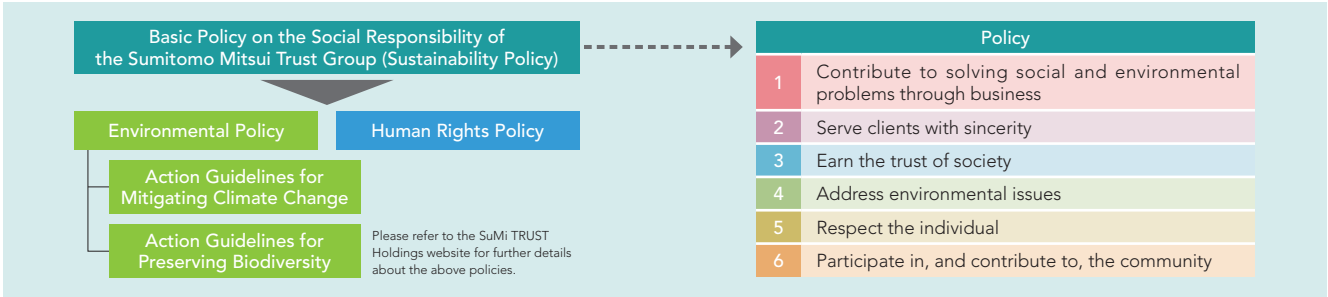 Basic Policy on the Social Responsibility of
the Sumitomo Mitsui Trust Group (Sustainability Policy)
Environmental Policy
Human Rights Policy
Action Guidelines for
Mitigating Climate Change
Action Guidelines for
Preserving Biodiversity
Please refer to the SuMi TRUST
Holdings website for further details
about the above policies.
Policy
1 Contribute to solving social and environmental
problems through business
2 Serve clients with sincerity
3 Earn the trust of society
4 Address environmental issues
5 Respect the individual
6 Participate in, and contribute to, the community